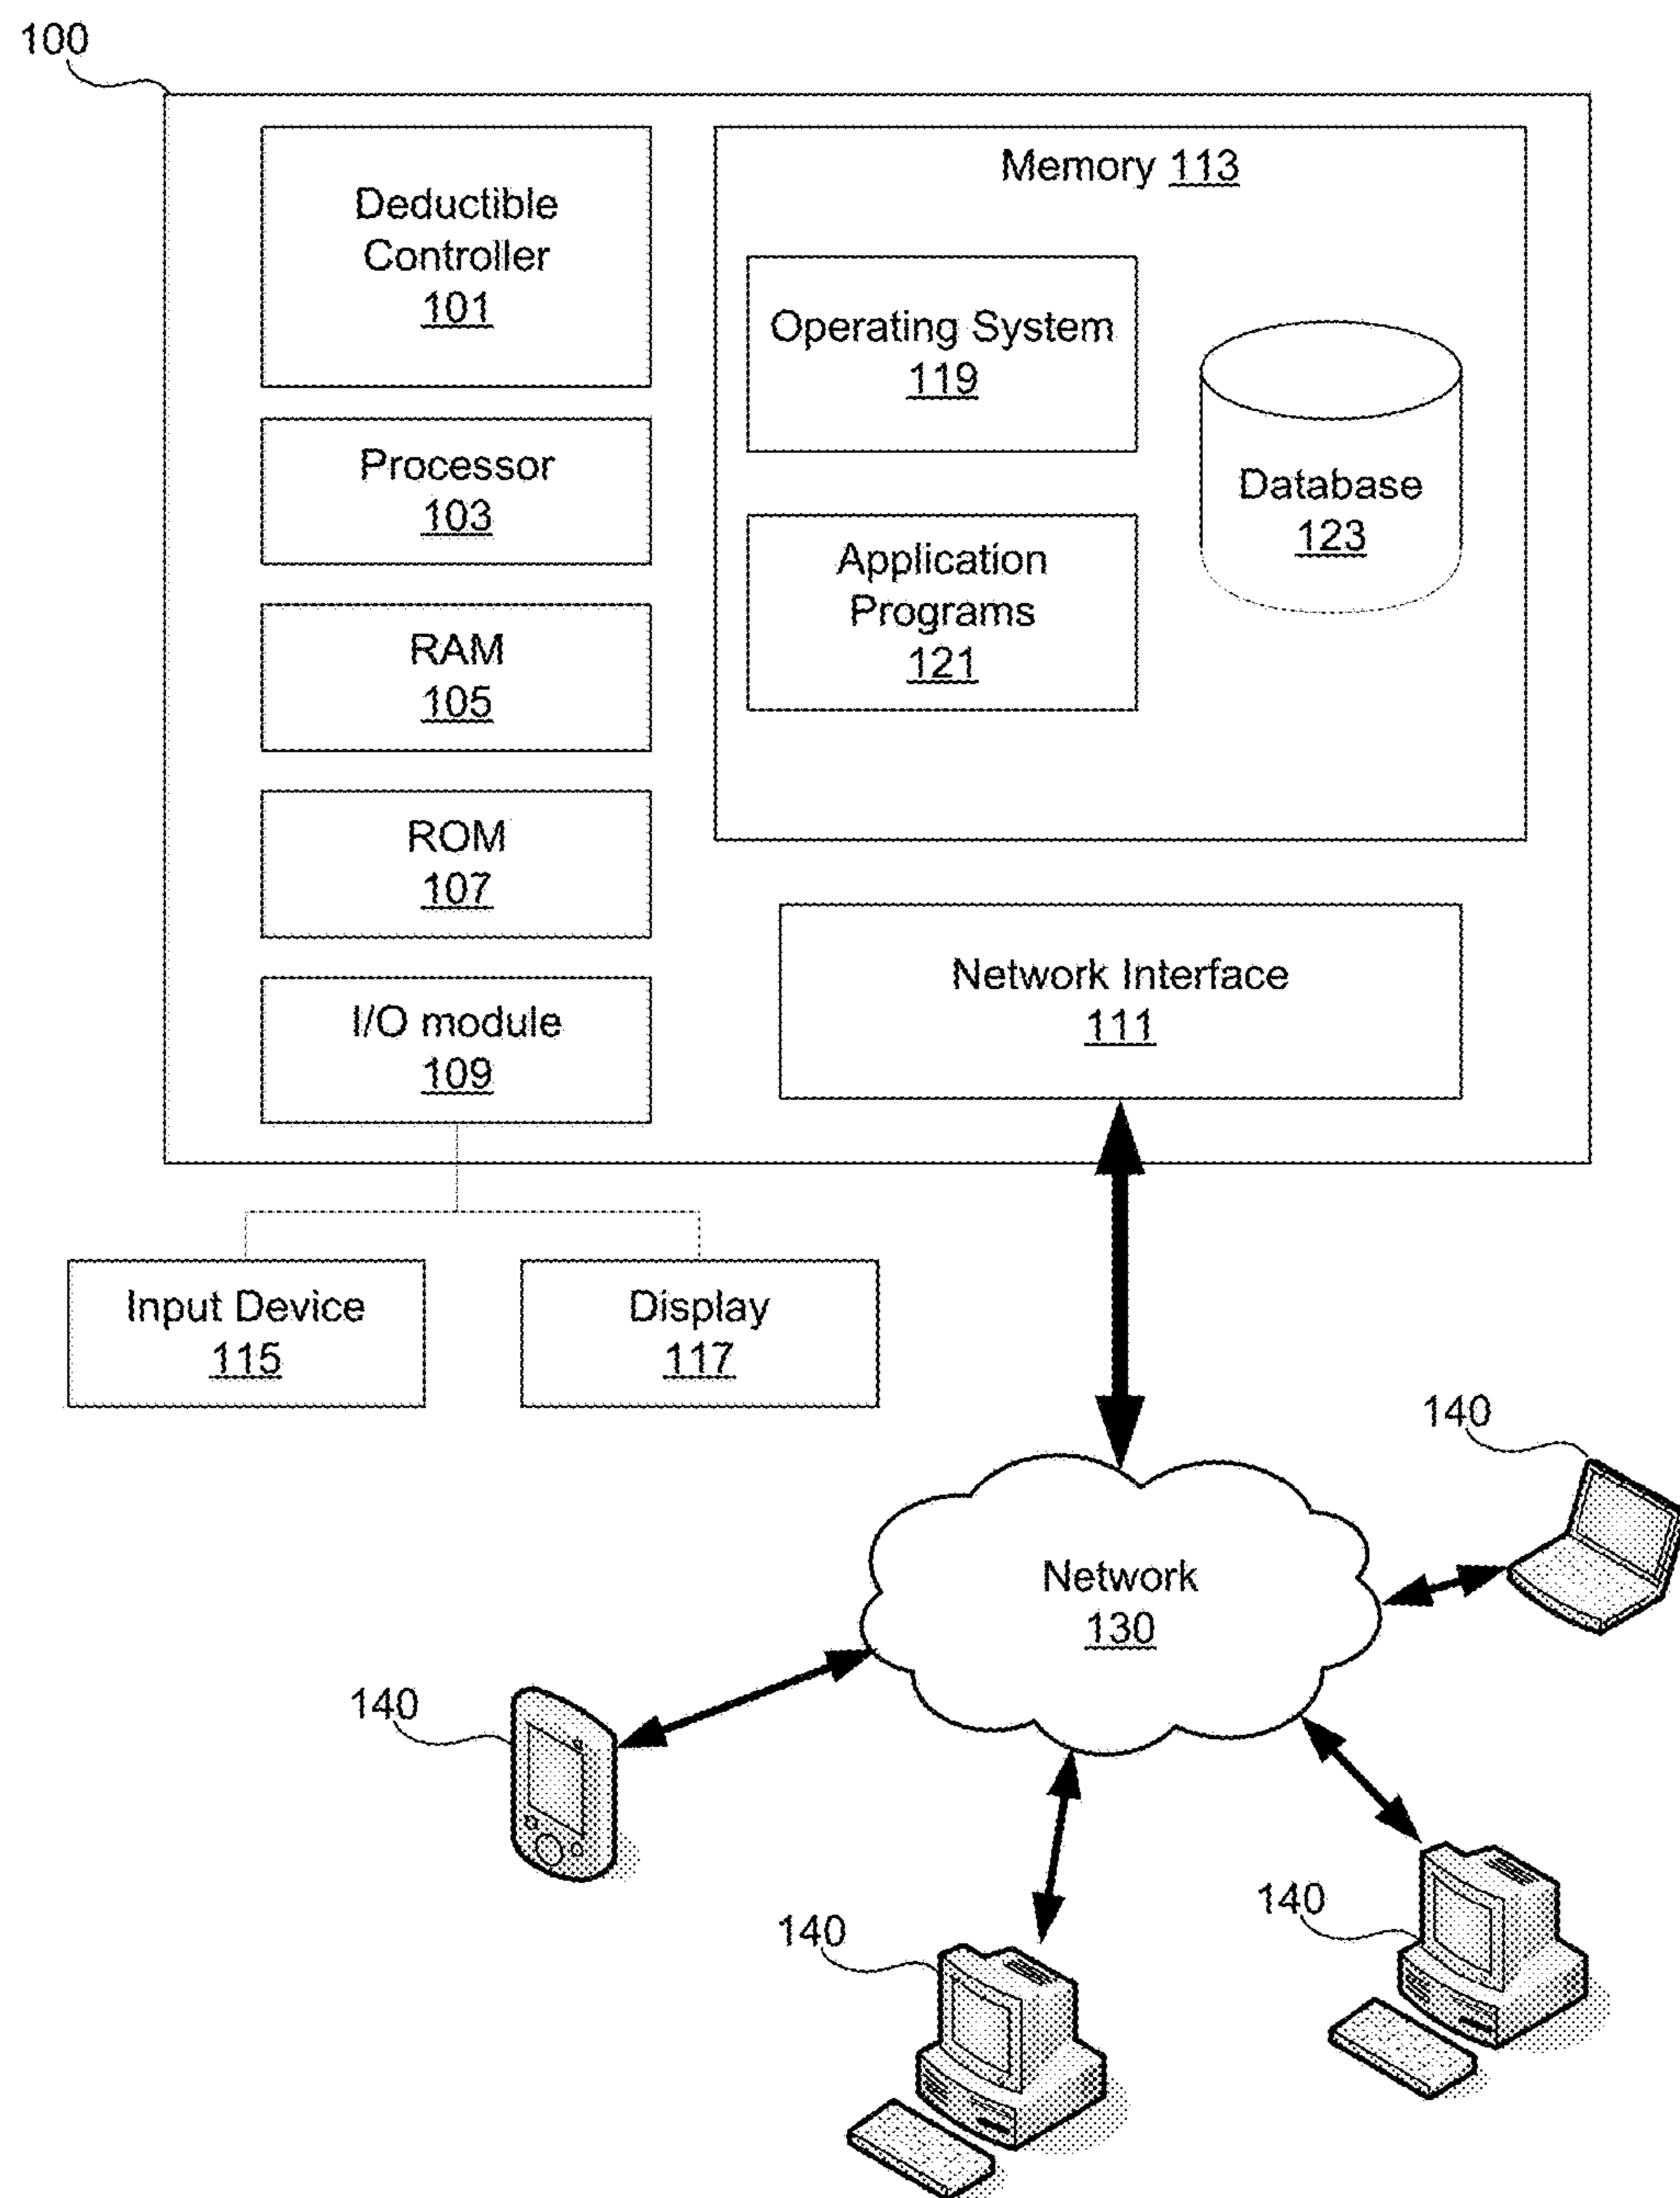 100
Deductible
Controller
101
Processor
103
RAM
105
ROM
107
I/O module
109
Memory 113
Operating System
119
Application
Programs
121
Database
123
Network Interface
111
Input Device
115
Display
117
Network
130
140
140
140
140